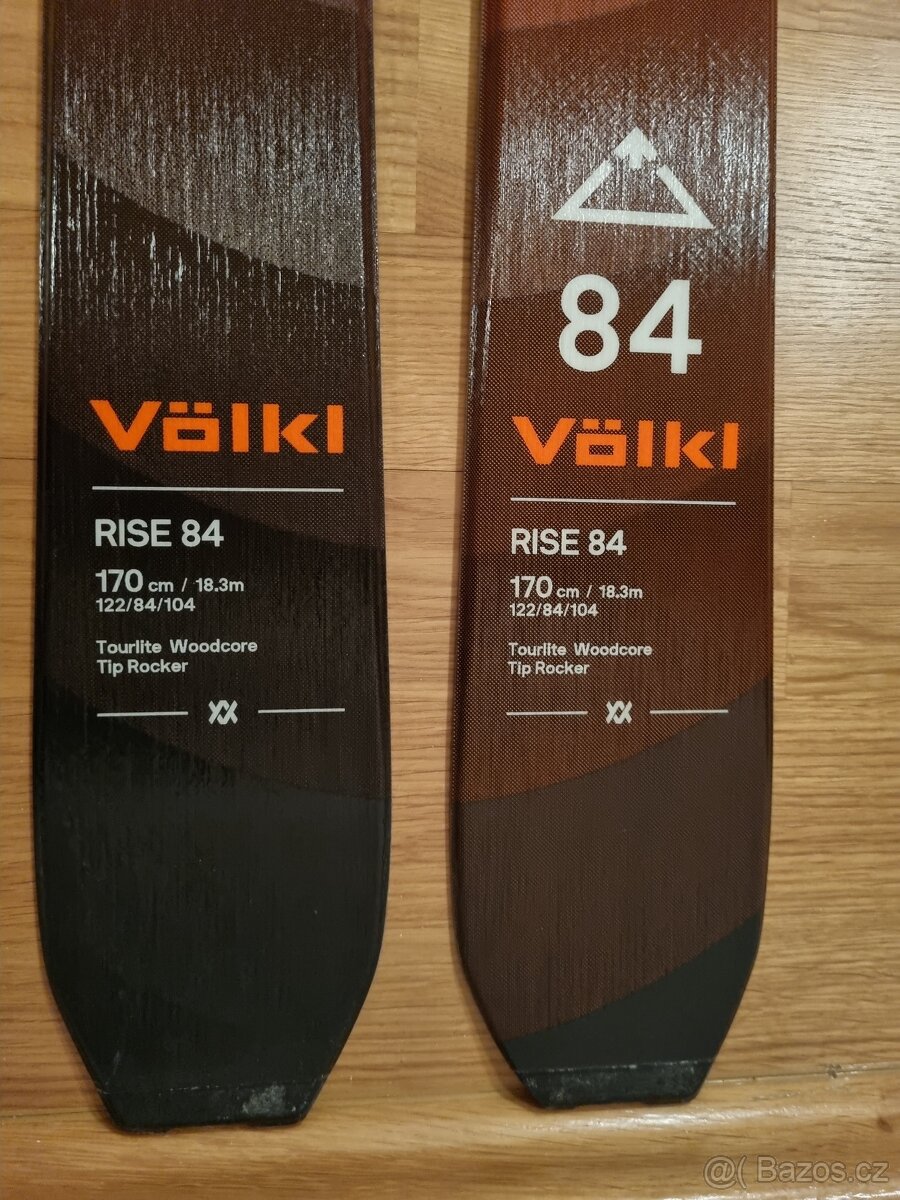 Völkl
RISE 84
170 cm / 18.3m
122/84/104
Tourlite Woodcore
Tip Rocker
84
Völkl
RISE 84
170 cm / 18.3m
122/84/104
Tourlite Woodcore
Tip Rocker
@( Bazos.cz